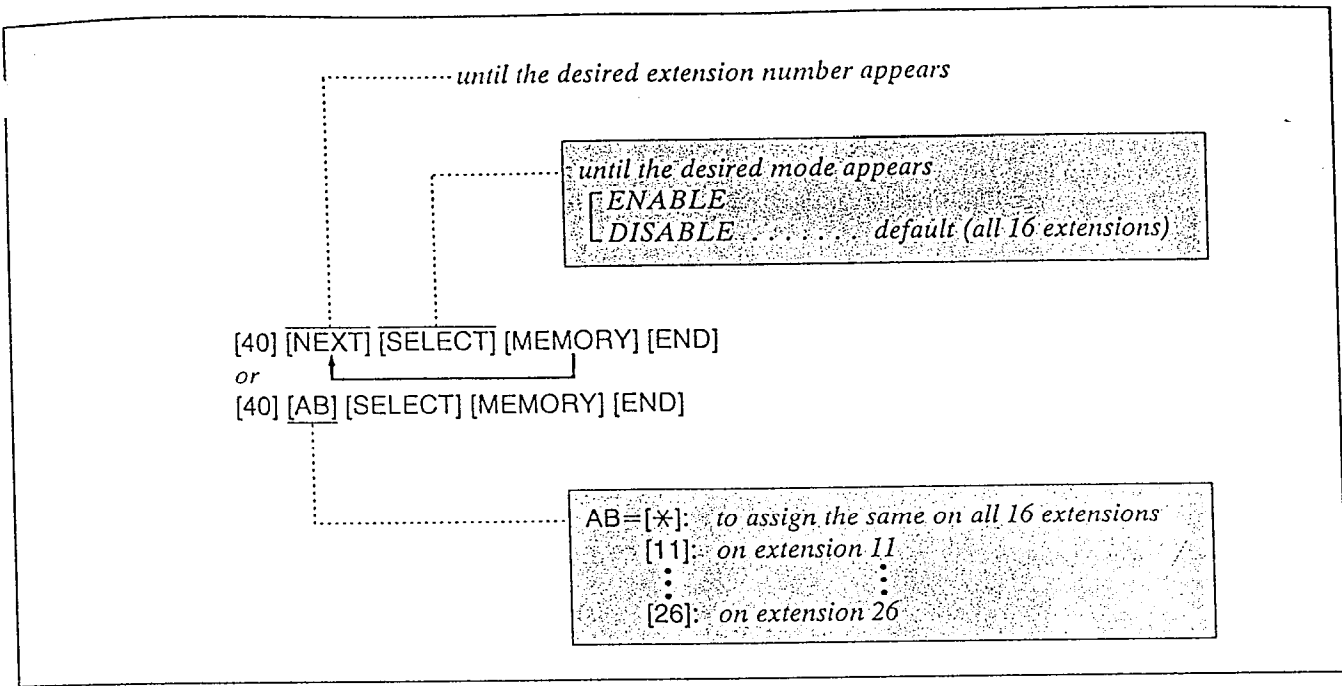 until the desired extension number appears
until the desired mode appears
ENABLE
DISABLE . . . . . . . default (all 16 extensions)
[40] [NEXT] [SELECT] [MEMORY] [END]
or
[40] [AB] [SELECT] [MEMORY] [END]
AB=[*]: to assign the same on all 16 extensions
[11]: on extension 11
[26]: on extension 26